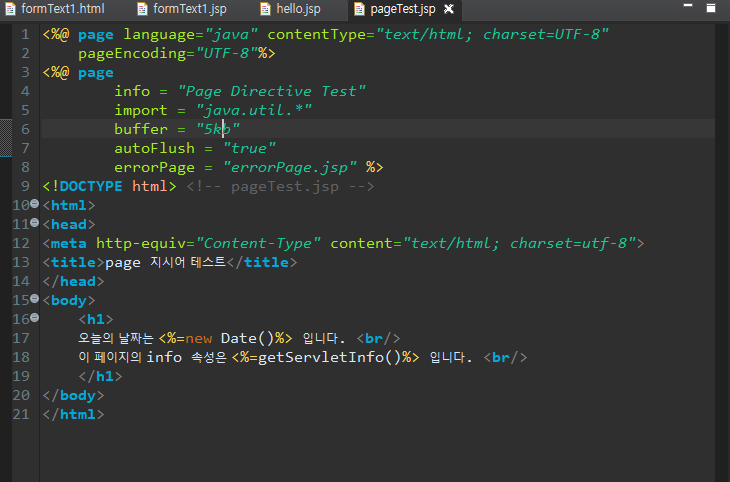 formText1.html formText1.jsp hello.jsp pageTest.jsp
1 <%@ page language="java" contentType="text/html; charset=UTF-8"
2     pageEncoding="UTF-8"%>
3 <%@ page
4         info = "Page Directive Test"
5         import = "java.util.*"
6         buffer = "5kb"
7         autoFlush = "true"
8         errorPage = "errorPage.jsp" %>
9 <!DOCTYPE html> <!-- pageTest.jsp -->
10 <html>
11 <head>
12 <meta http-equiv="Content-Type" content="text/html; charset=utf-8">
13 <title>page 지시어 테스트</title>
14 </head>
15 <body>
16     <h1>
17     오늘의 날짜는 <%=new Date()%> 입니다. <br/>
18     이 페이지의 info 속성은 <%=getServletInfo()%> 입니다. <br/>
19     </h1>
20 </body>
21 </html>